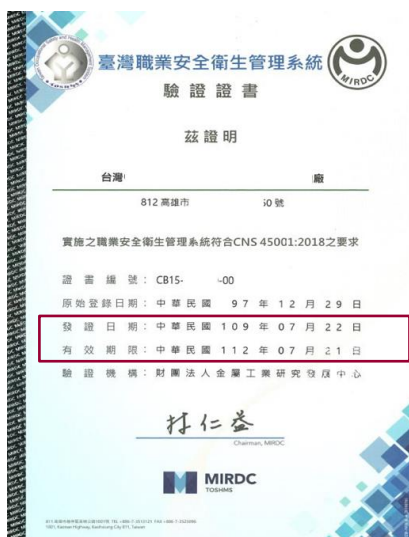 臺灣職業安全衛生管理系統
MIRDC
驗證證書
茲證明
台灣 廠
812 高雄市 50 號
實施之職業安全衛生管理系統符合CNS 45001:2018之要求
證書編號：CB15- -00
原始登錄日期：中華民國 97 年 12 月 29 日
發證日期：中華民國 109 年 07 月 22 日
有效期限：中華民國 112 年 07 月 21 日
驗證機構：財團法人金屬工業研究發展中心
林仁益
Chairman, MIRDC
MIRDC
TOSHMS